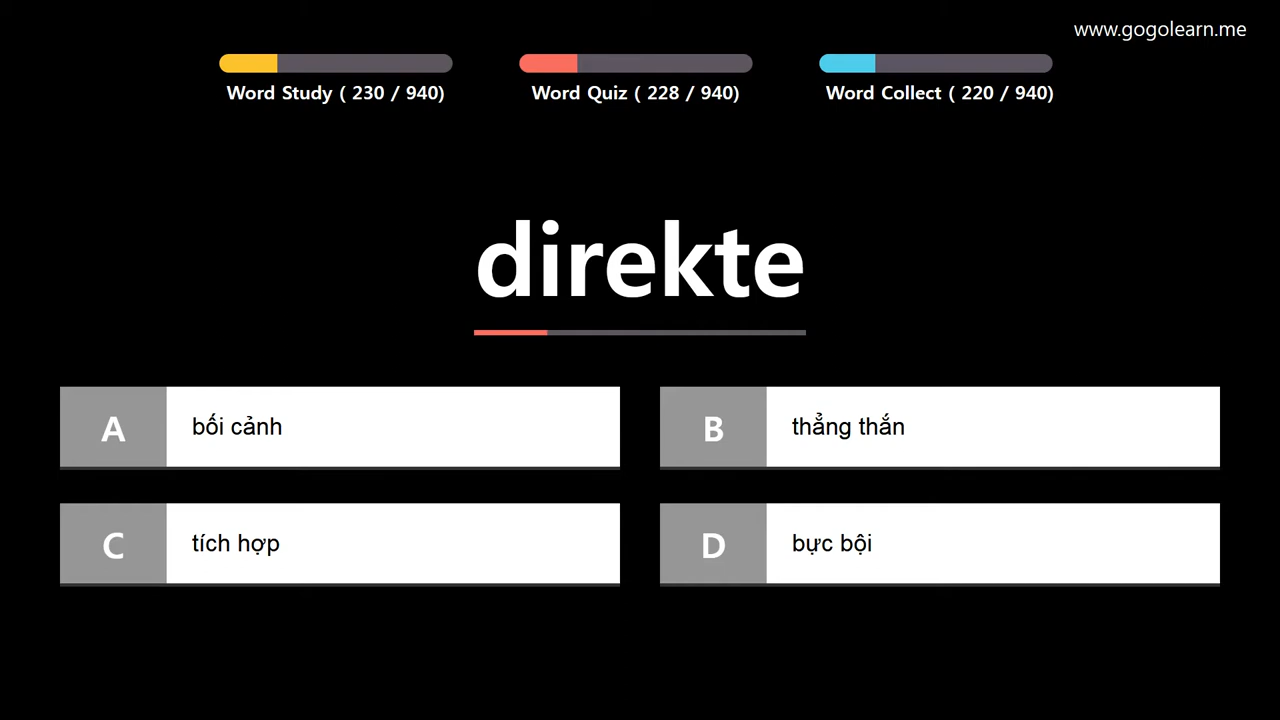 www.gogolearn.me
Word Study ( 230 / 940)
Word Quiz ( 228 / 940)
Word Collect ( 220 / 940)
direkte
A bối cảnh
B thẳng thắn
C tích hợp
D bực bội